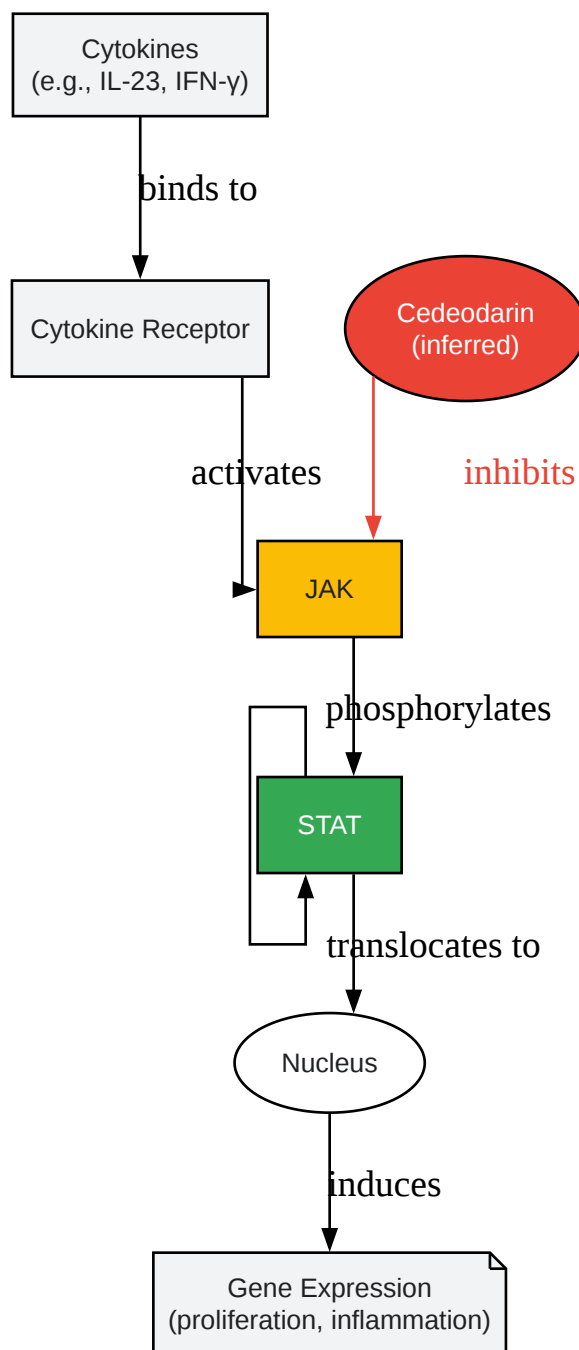 Cytokines
(e.g., IL-23, IFN-γ)
binds to
Cytokine Receptor
Cedeodarin
(inferred)
activates
inhibits
JAK
phosphorylates
STAT
translocates to
Nucleus
induces
Gene Expression
(proliferation, inflammation)